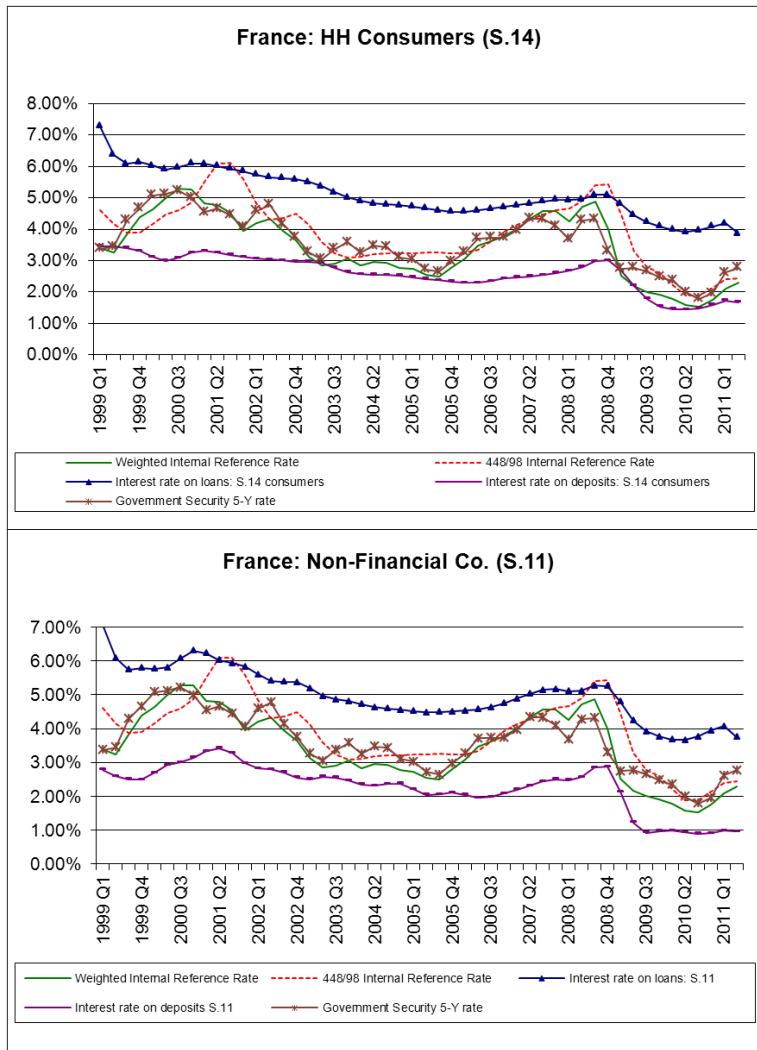 France: HH Consumers (S.14)
8.00%
7.00%
6.00%
5.00%
4.00%
3.00%
2.00%
1.00%
0.00%
1999 Q1
1999 Q4
2000 Q3
2001 Q2
2002 Q1
2002 Q4
2003 Q3
2004 Q2
2005 Q1
2005 Q4
2006 Q3
2007 Q2
2008 Q1
2008 Q4
2009 Q3
2010 Q2
2011 Q1
Weighted Internal Reference Rate
448/98 Internal Reference Rate
Interest rate on loans: S.14 consumers
Interest rate on deposits: S.14 consumers
Government Security 5-Y rate
France: Non-Financial Co. (S.11)
7.00%
6.00%
5.00%
4.00%
3.00%
2.00%
1.00%
0.00%
1999 Q1
1999 Q4
2000 Q3
2001 Q2
2002 Q1
2002 Q4
2003 Q3
2004 Q2
2005 Q1
2005 Q4
2006 Q3
2007 Q2
2008 Q1
2008 Q4
2009 Q3
2010 Q2
2011 Q1
Weighted Internal Reference Rate
448/98 Internal Reference Rate
Interest rate on loans: S.11
Interest rate on deposits S.11
Government Security 5-Y rate